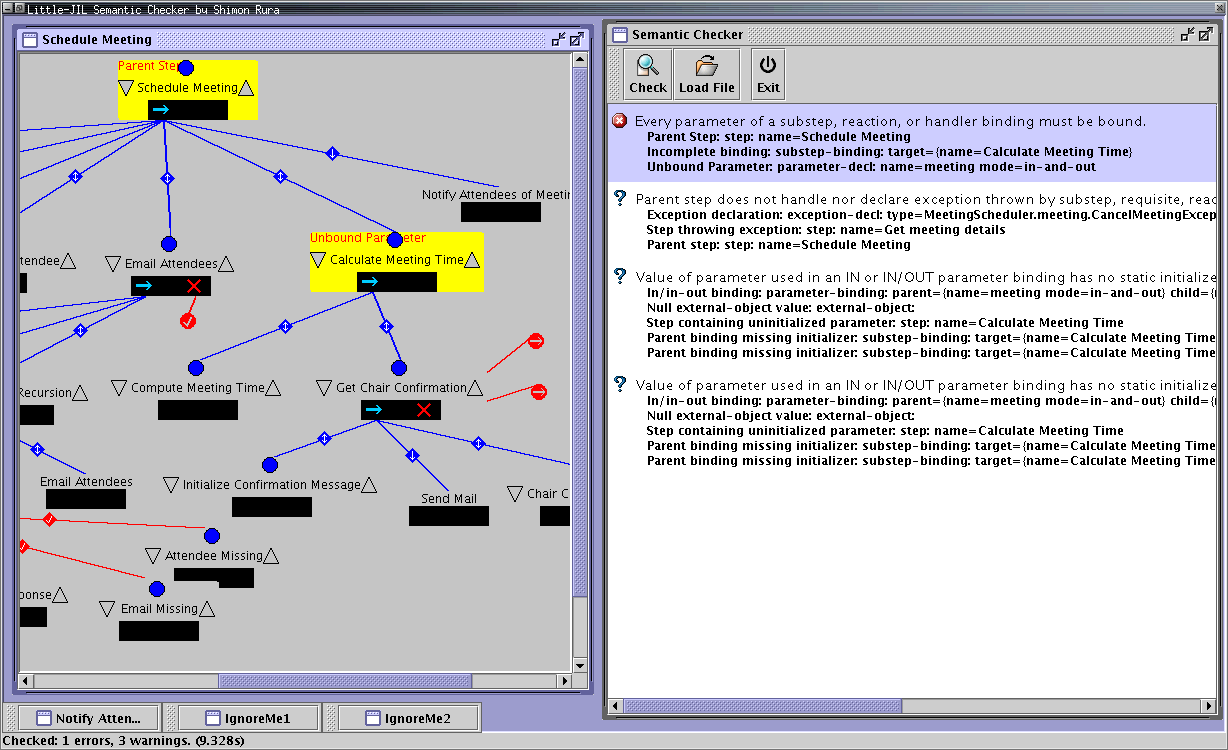 Little-JIL Semantic Checker by Shimon Rura
Schedule Meeting
Parent Step
Schedule Meeting
Notify Attendees of Meetin
Unbound Parameter
tendee
Email Attendees
Calculate Meeting Time
Recursion
Compute Meeting Time
Get Chair Confirmation
Email Attendees
Initialize Confirmation Message
Send Mail
Chair C
Attendee Missing
ponse
Email Missing
Semantic Checker
Check
Load File
Exit
Every parameter of a substep, reaction, or handler binding must be bound.
Parent Step: step: name=Schedule Meeting
Incomplete binding: substep-binding: target={name=Calculate Meeting Time}
Unbound Parameter: parameter-decl: name=meeting mode=in-and-out
Parent step does not handle nor declare exception thrown by substep, requisite, reac
Exception declaration: exception-decl: type=MeetingScheduler.meeting.CancelMeetingExcep
Step throwing exception: step: name=Get meeting details
Parent step: step: name=Schedule Meeting
Value of parameter used in an IN or IN/OUT parameter binding has no static initialize
In/in-out binding: parameter-binding: parent={name=meeting mode=in-and-out} child={
Null external-object value: external-object:
Step containing uninitialized parameter: step: name=Calculate Meeting Time
Parent binding missing initializer: substep-binding: target={name=Calculate Meeting Time
Parent binding missing initializer: substep-binding: target={name=Calculate Meeting Time
Value of parameter used in an IN or IN/OUT parameter binding has no static initialize
In/in-out binding: parameter-binding: parent={name=meeting mode=in-and-out} child={
Null external-object value: external-object:
Step containing uninitialized parameter: step: name=Calculate Meeting Time
Parent binding missing initializer: substep-binding: target={name=Calculate Meeting Time
Parent binding missing initializer: substep-binding: target={name=Calculate Meeting Time
Notify Atten...
IgnoreMe1
IgnoreMe2
Checked: 1 errors, 3 warnings. (9.328s)